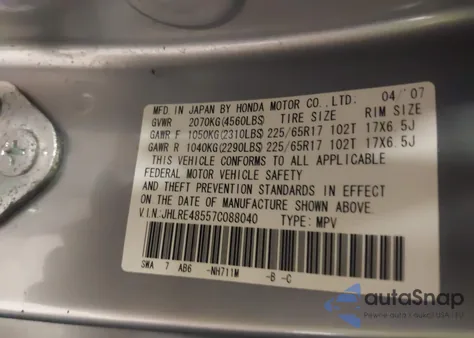 MFD. IN JAPAN BY HONDA MOTOR CO., LTD. 04/'07
GVWR 2070KG(4560LBS) TIRE SIZE RIM SIZE
GAWR F 1050KG(2310LBS) 225/65R17 102T 17X6.5J
GAWR R 1040KG(2290LBS) 225/65R17 102T 17X6.5J
THIS VEHICLE CONFORMS TO ALL APPLICABLE
FEDERAL MOTOR VEHICLE SAFETY
AND THEFT PREVENTION STANDARDS IN EFFECT
ON THE DATE OF MANUFACTURE SHOWN ABOVE.
V.I.N:JHLRE48557C088040 TYPE: MPV
SWA 7 AB6 -NH711M -B -C
autaSnap